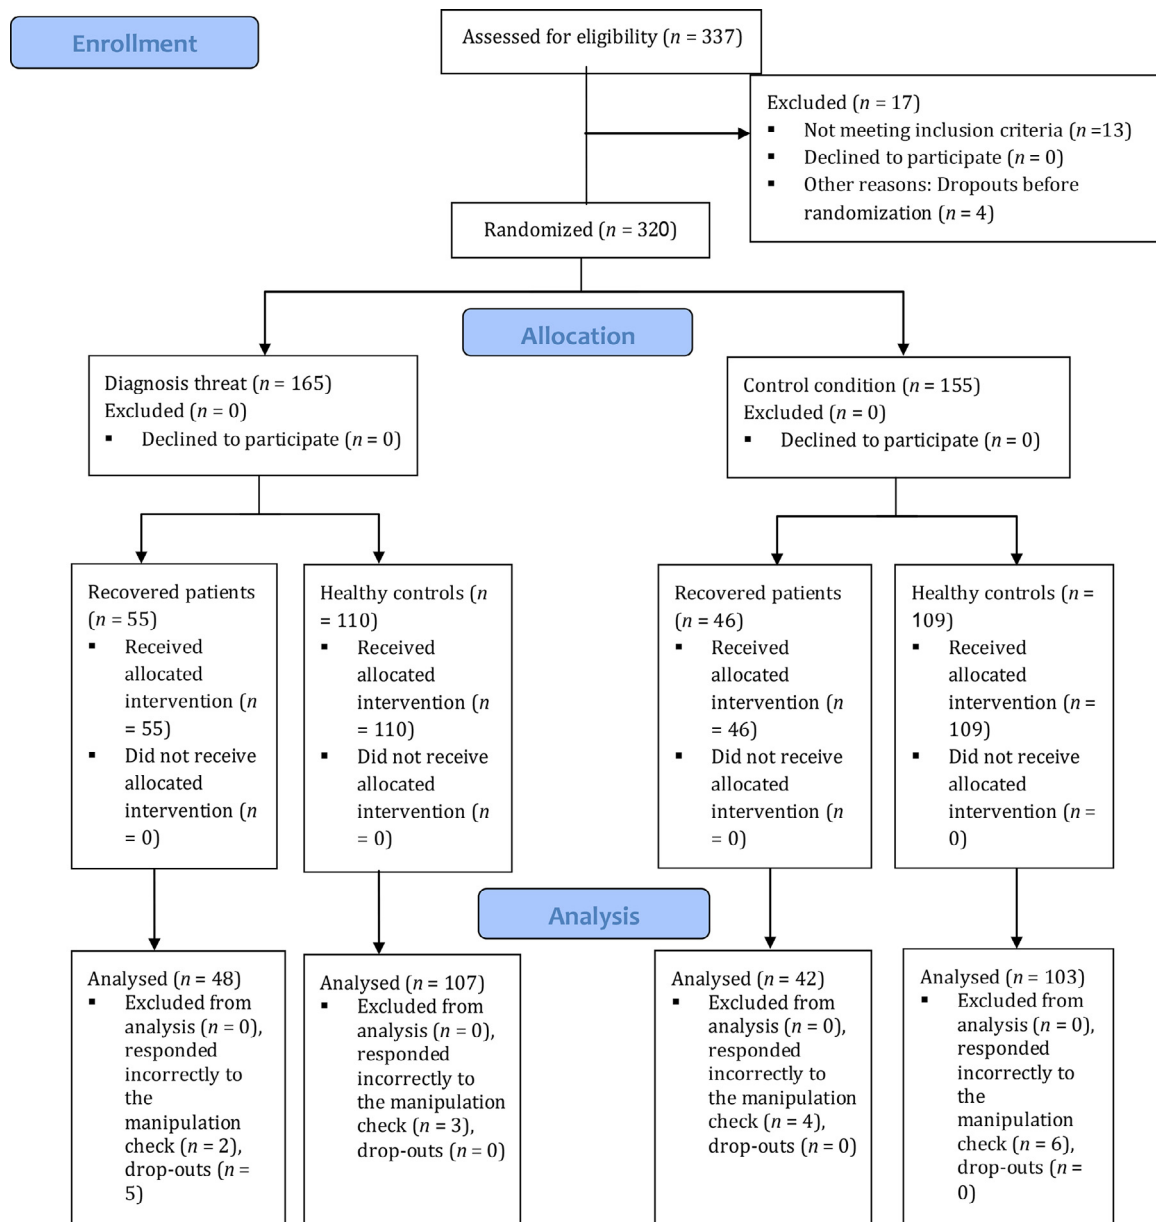 Enrollment
Assessed for eligibility (n = 337)
Excluded (n = 17)
▪ Not meeting inclusion criteria (n =13)
▪ Declined to participate (n = 0)
▪ Other reasons: Dropouts before
randomization (n = 4)
Randomized (n = 320)
Allocation
Diagnosis threat (n = 165)
Excluded (n = 0)
▪ Declined to participate (n = 0)
Control condition (n = 155)
Excluded (n = 0)
▪ Declined to participate (n = 0)
Recovered patients
(n = 55)
▪ Received
allocated
intervention (n
= 55)
▪ Did not receive
allocated
intervention (n
= 0)
Healthy controls (n
= 110)
▪ Received
allocated
intervention (n
= 110)
▪ Did not receive
allocated
intervention (n
= 0)
Recovered patients
(n = 46)
▪ Received
allocated
intervention (n
= 46)
▪ Did not receive
allocated
intervention (n
= 0)
Healthy controls (n =
109)
▪ Received
allocated
intervention (n =
109)
▪ Did not receive
allocated
intervention (n =
0)
Analysis
Analysed (n = 48)
▪ Excluded from
analysis (n = 0),
responded
incorrectly to
the
manipulation
check (n = 2),
drop-outs (n =
5)
Analysed (n = 107)
▪ Excluded from
analysis (n = 0),
responded
incorrectly to
the manipulation
check (n = 3),
drop-outs (n = 0)
Analysed (n = 42)
▪ Excluded from
analysis (n = 0),
responded
incorrectly to
the manipulation
check (n = 4),
drop-outs (n = 0)
Analysed (n = 103)
▪ Excluded from
analysis (n = 0),
responded
incorrectly to
the
manipulation
check (n = 6),
drop-outs (n =
0)